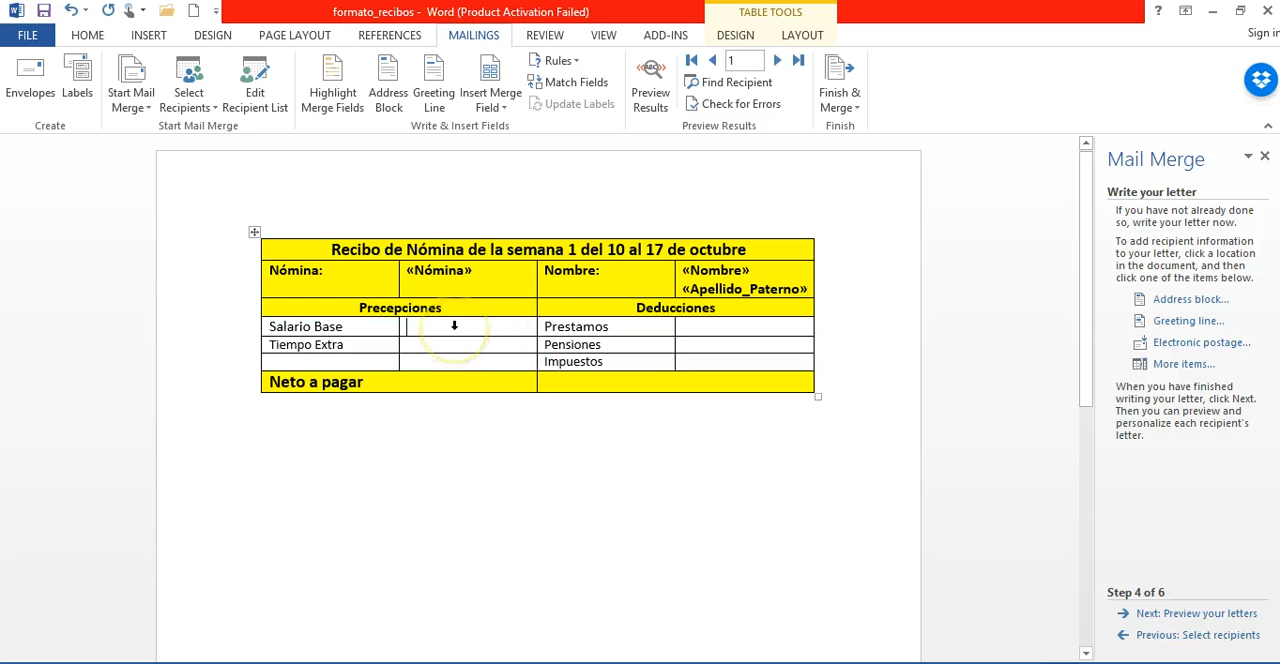 formato_recibos - Word (Product Activation Failed)
TABLE TOOLS
?
FILE HOME INSERT DESIGN PAGE LAYOUT REFERENCES MAILINGS REVIEW VIEW ADD-INS DESIGN LAYOUT
Sign in
Envelopes
Labels
Create
Start Mail
Merge
Select
Recipients
Edit
Recipient List
Start Mail Merge
Highlight
Merge Fields
Address
Block
Greeting
Line
Insert Merge
Field
Rules
Match Fields
Update Labels
Write & Insert Fields
ABC
Preview
Results
1
Find Recipient
Check for Errors
Preview Results
Finish &
Merge
Finish
Recibo de Nómina de la semana 1 del 10 al 17 de octubre
Nómina: «Nómina» Nombre: «Nombre»
«Apellido_Paterno»
Precepciones Deducciones
Salario Base Prestamos
Tiempo Extra Pensiones
Impuestos
Neto a pagar
Mail Merge
Write your letter
If you have not already done
so, write your letter now.
To add recipient information
to your letter, click a location
in the document, and then
click one of the items below.
Address block...
Greeting line...
Electronic postage...
More items...
When you have finished
writing your letter, click Next.
Then you can preview and
personalize each recipient's
letter.
Step 4 of 6
Next: Preview your letters
Previous: Select recipients